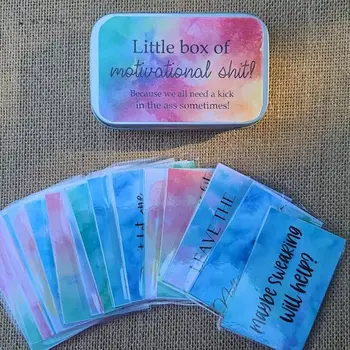 Little box of
motivational shit!
Because we all need a kick
in the ass sometimes!
LEAVE THE
maybe swearing
will help?